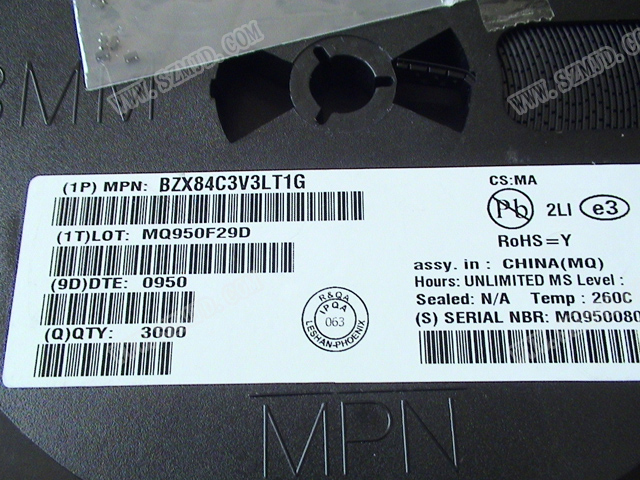 WWW.SZMJD.COM
WWW.SZMJD.COM
8MM
(1P) MPN: BZX84C3V3LT1G
CS:MA
Pb 2LI e3
(1T)LOT: MQ950F29D
RoHS=Y
assy. in : CHINA(MQ)
(9D)DTE: 0950
Hours: UNLIMITED MS Level :
Sealed: N/A Temp : 260C
(Q)QTY: 3000
(S) SERIAL NBR: MQ950080
R&QA
IPQA
063
LESHAN-PHOENIX
MPN